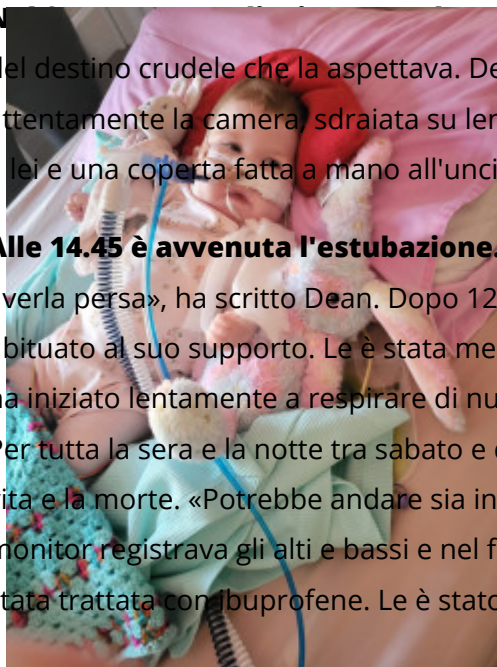 del destino crudele che la aspettava. De
ttentamente la camera, sdraiata su len
lei e una coperta fatta a mano all'unci
Alle 14.45 è avvenuta l'estubazione.
verla persa», ha scritto Dean. Dopo 12
bituato al suo supporto. Le è stata me
ha iniziato lentamente a respirare di nu
Per tutta la sera e la notte tra sabato e
vita e la morte. «Potrebbe andare sia in
monitor registrava gli alti e bassi e nel f
tata trattata con ibuprofene. Le è stato